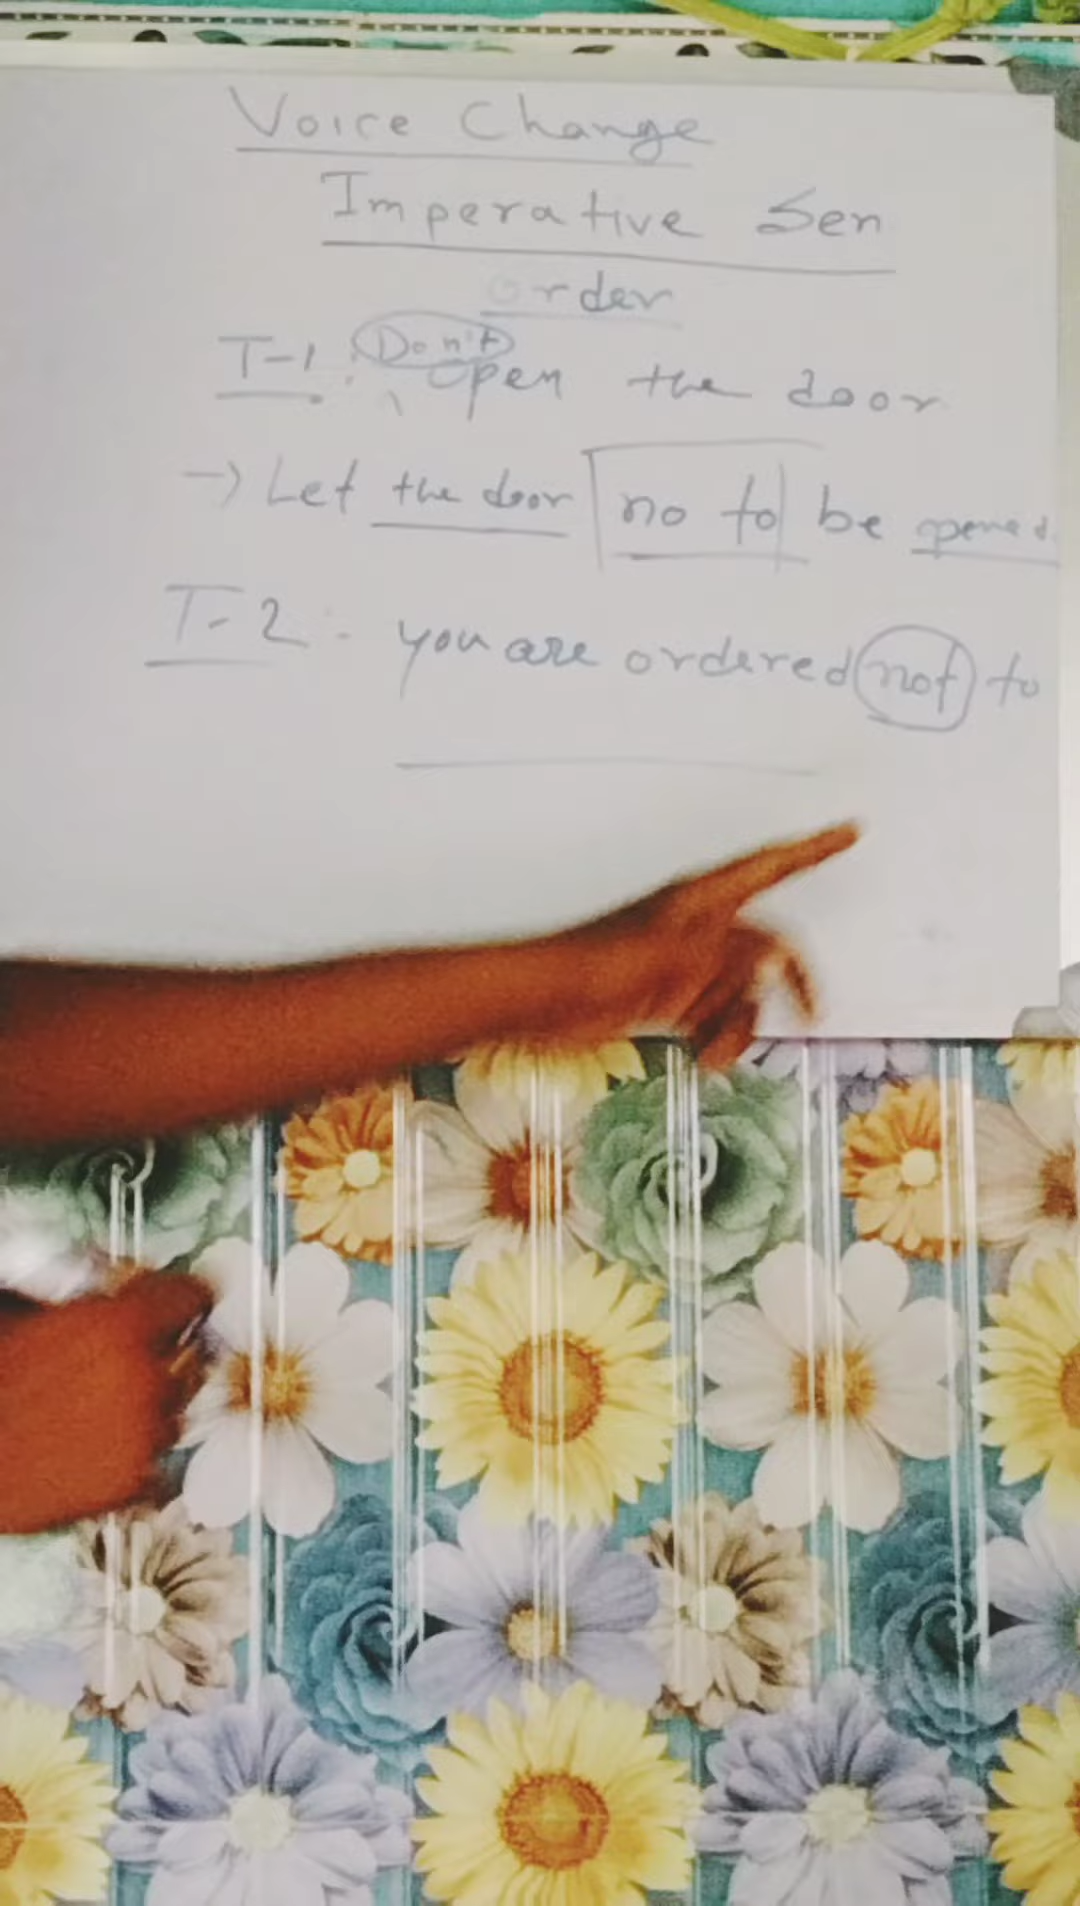 Voice Change
Imperative Sen
Order
T-1: Don't open the door
→ Let the door no to be opened.
T-2 - you are ordered not to